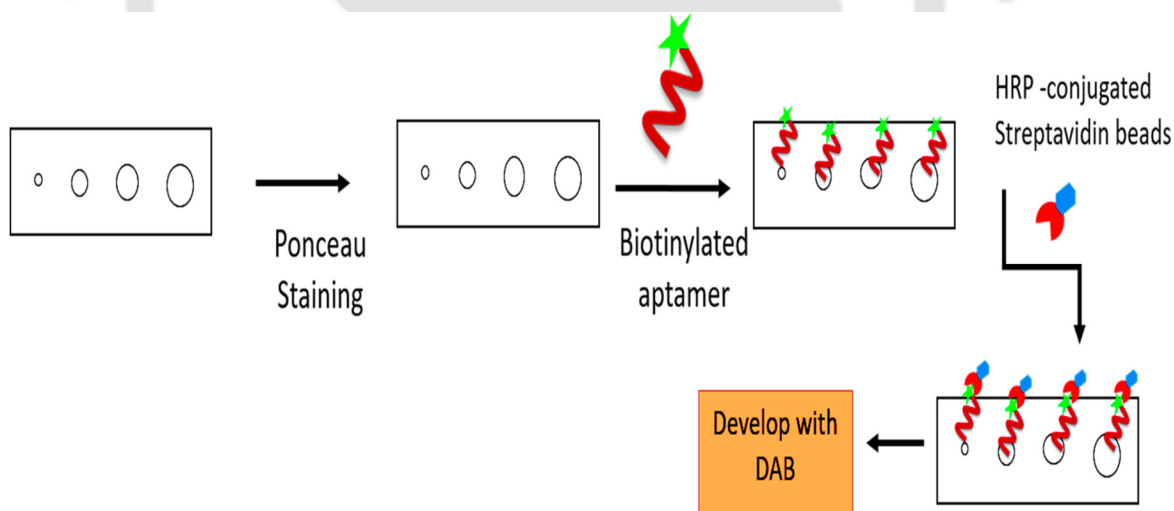 Ponceau
Staining
Biotinylated
aptamer
HRP -conjugated
Streptavidin beads
Develop with
DAB